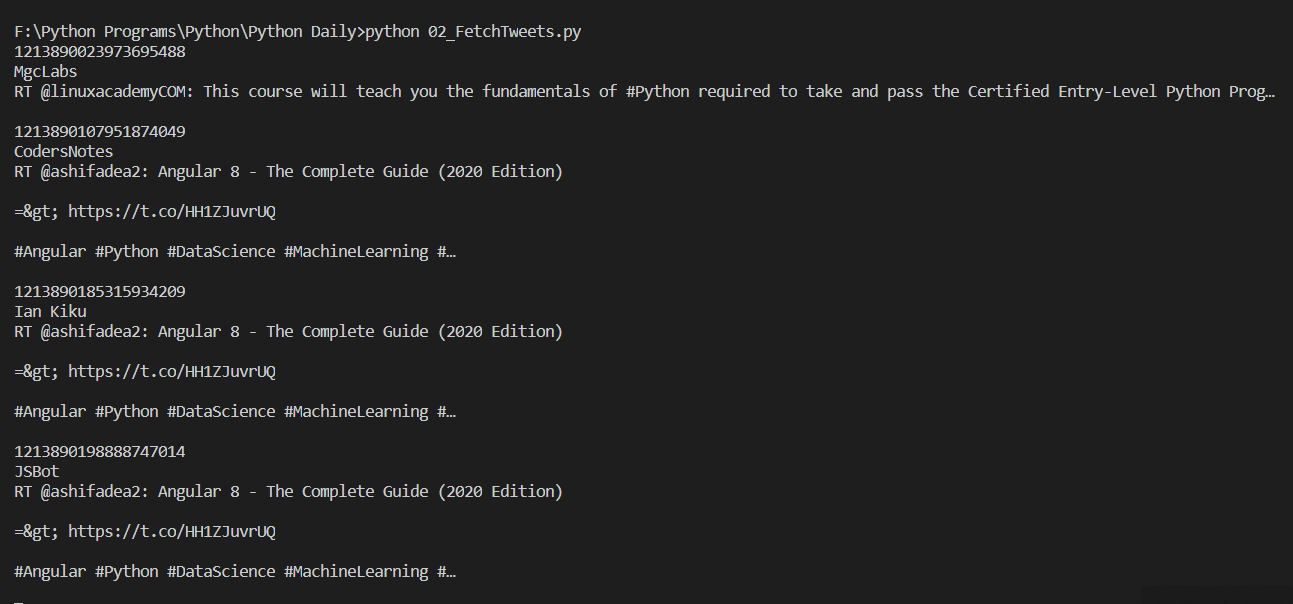 F:\Python Programs\Python\Python Daily>python 02_FetchTweets.py
1213890023973695488
MgcLabs
RT @linuxacademyCOM: This course will teach you the fundamentals of #Python required to take and pass the Certified Entry-Level Python Prog…
1213890107951874049
CodersNotes
RT @ashifadea2: Angular 8 - The Complete Guide (2020 Edition)
=&gt; https://t.co/HH1ZJuvrUQ
#Angular #Python #DataScience #MachineLearning #…
1213890185315934209
Ian Kiku
RT @ashifadea2: Angular 8 - The Complete Guide (2020 Edition)
=&gt; https://t.co/HH1ZJuvrUQ
#Angular #Python #DataScience #MachineLearning #…
1213890198888747014
JSBot
RT @ashifadea2: Angular 8 - The Complete Guide (2020 Edition)
=&gt; https://t.co/HH1ZJuvrUQ
#Angular #Python #DataScience #MachineLearning #…